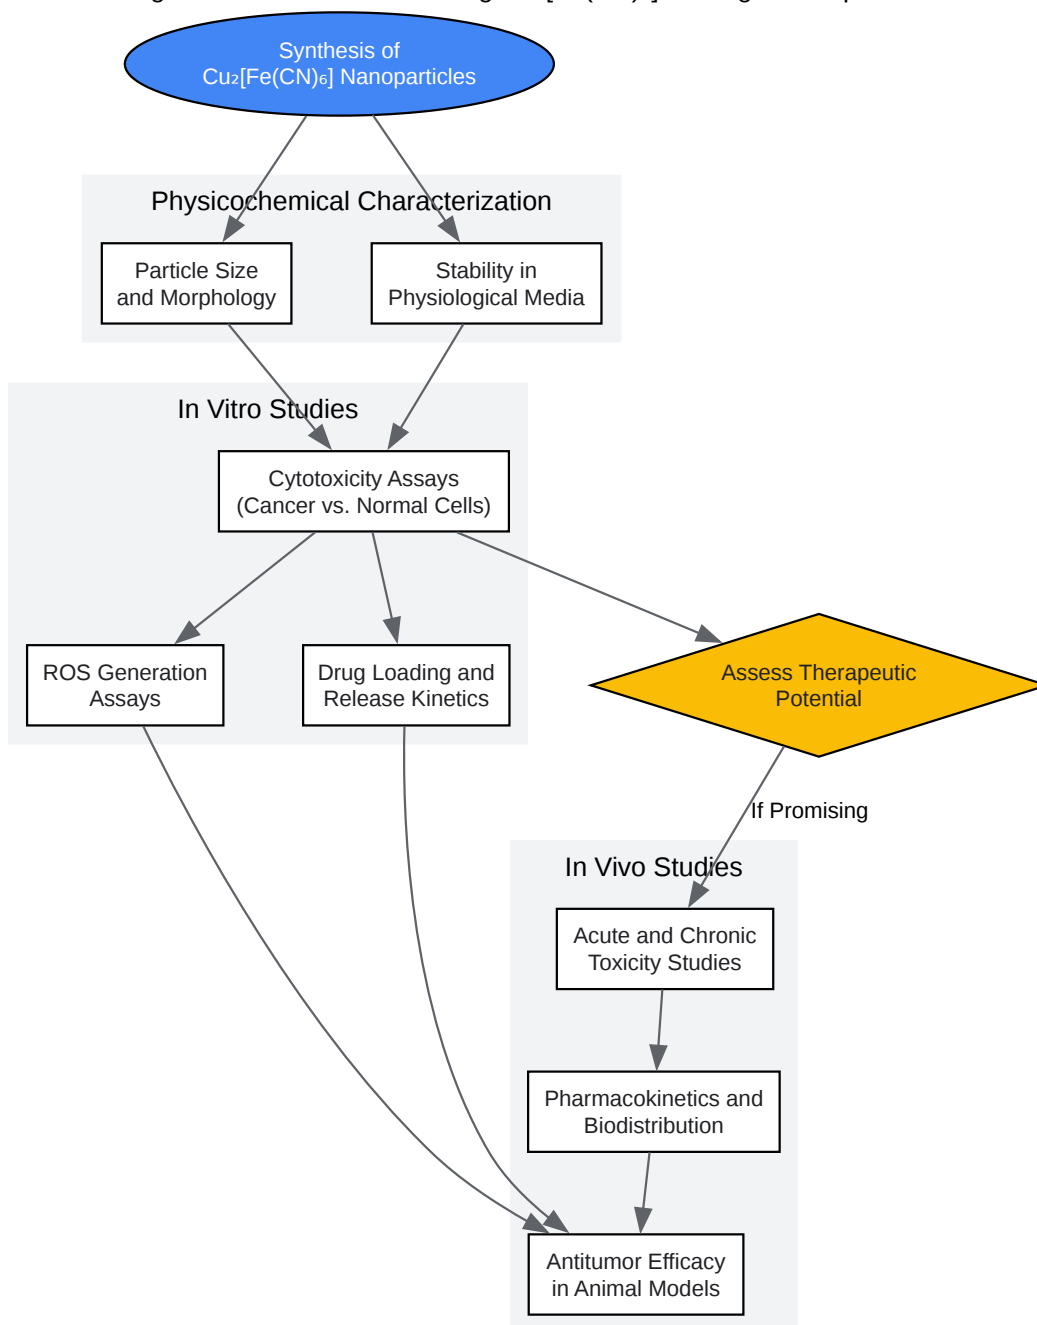 Synthesis of
Cu₂[Fe(CN)₆] Nanoparticles
Physicochemical Characterization
Particle Size
and Morphology
Stability in
Physiological Media
In Vitro Studies
Cytotoxicity Assays
(Cancer vs. Normal Cells)
ROS Generation
Assays
Drug Loading and
Release Kinetics
Assess Therapeutic
Potential
If Promising
In Vivo Studies
Acute and Chronic
Toxicity Studies
Pharmacokinetics and
Biodistribution
Antitumor Efficacy
in Animal Models